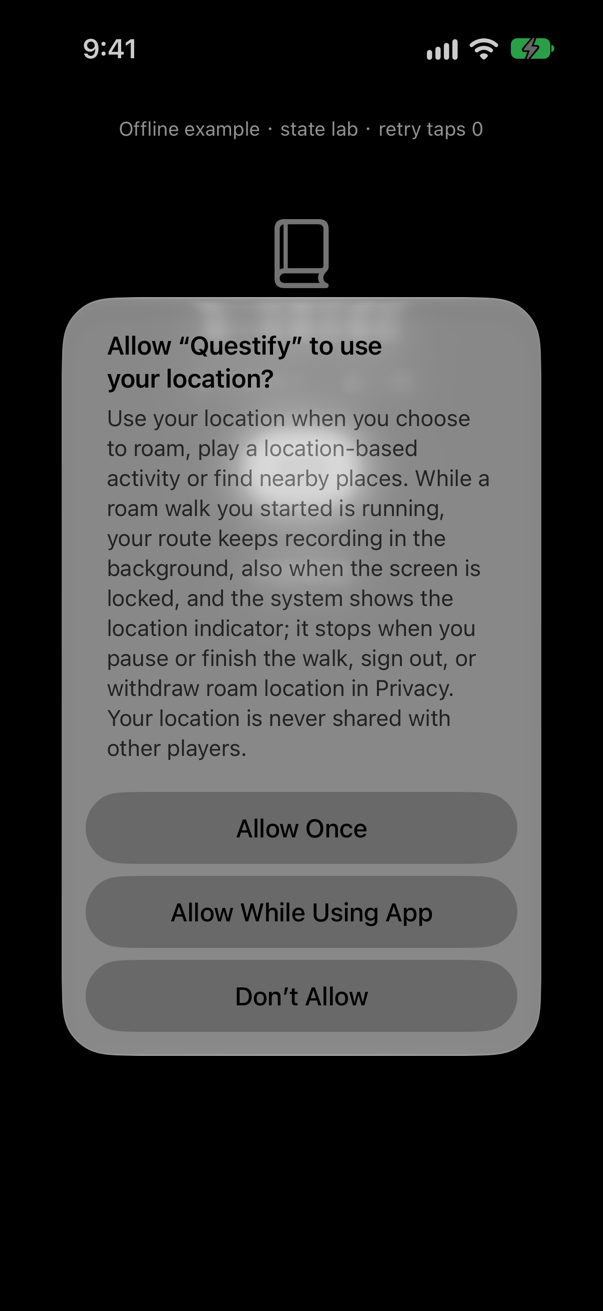 9:41
Offline example · state lab · retry taps 0
Allow “Questify” to use
your location?
Use your location when you choose
to roam, play a location-based
activity or find nearby places. While a
roam walk you started is running,
your route keeps recording in the
background, also when the screen is
locked, and the system shows the
location indicator; it stops when you
pause or finish the walk, sign out, or
withdraw roam location in Privacy.
Your location is never shared with
other players.
Allow Once
Allow While Using App
Don’t Allow